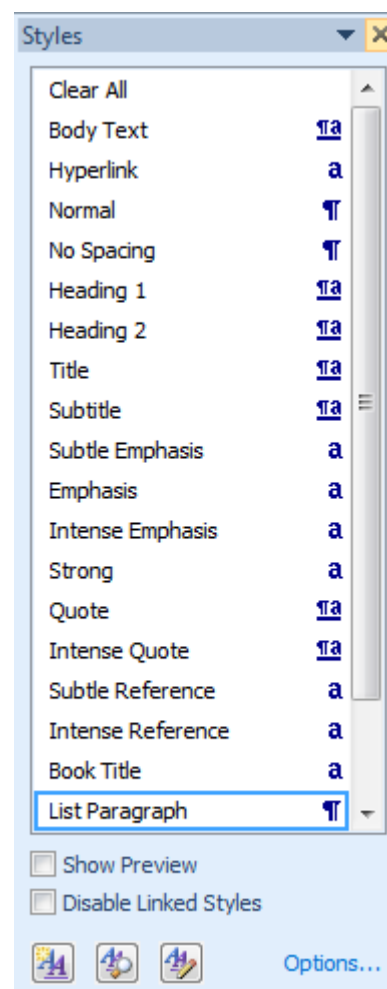 Styles
Clear All
Body Text ¶a
Hyperlink a
Normal ¶
No Spacing ¶
Heading 1 ¶a
Heading 2 ¶a
Title ¶a
Subtitle ¶a
Subtle Emphasis a
Emphasis a
Intense Emphasis a
Strong a
Quote ¶a
Intense Quote ¶a
Subtle Reference a
Intense Reference a
Book Title a
List Paragraph ¶
Show Preview
Disable Linked Styles
Options...